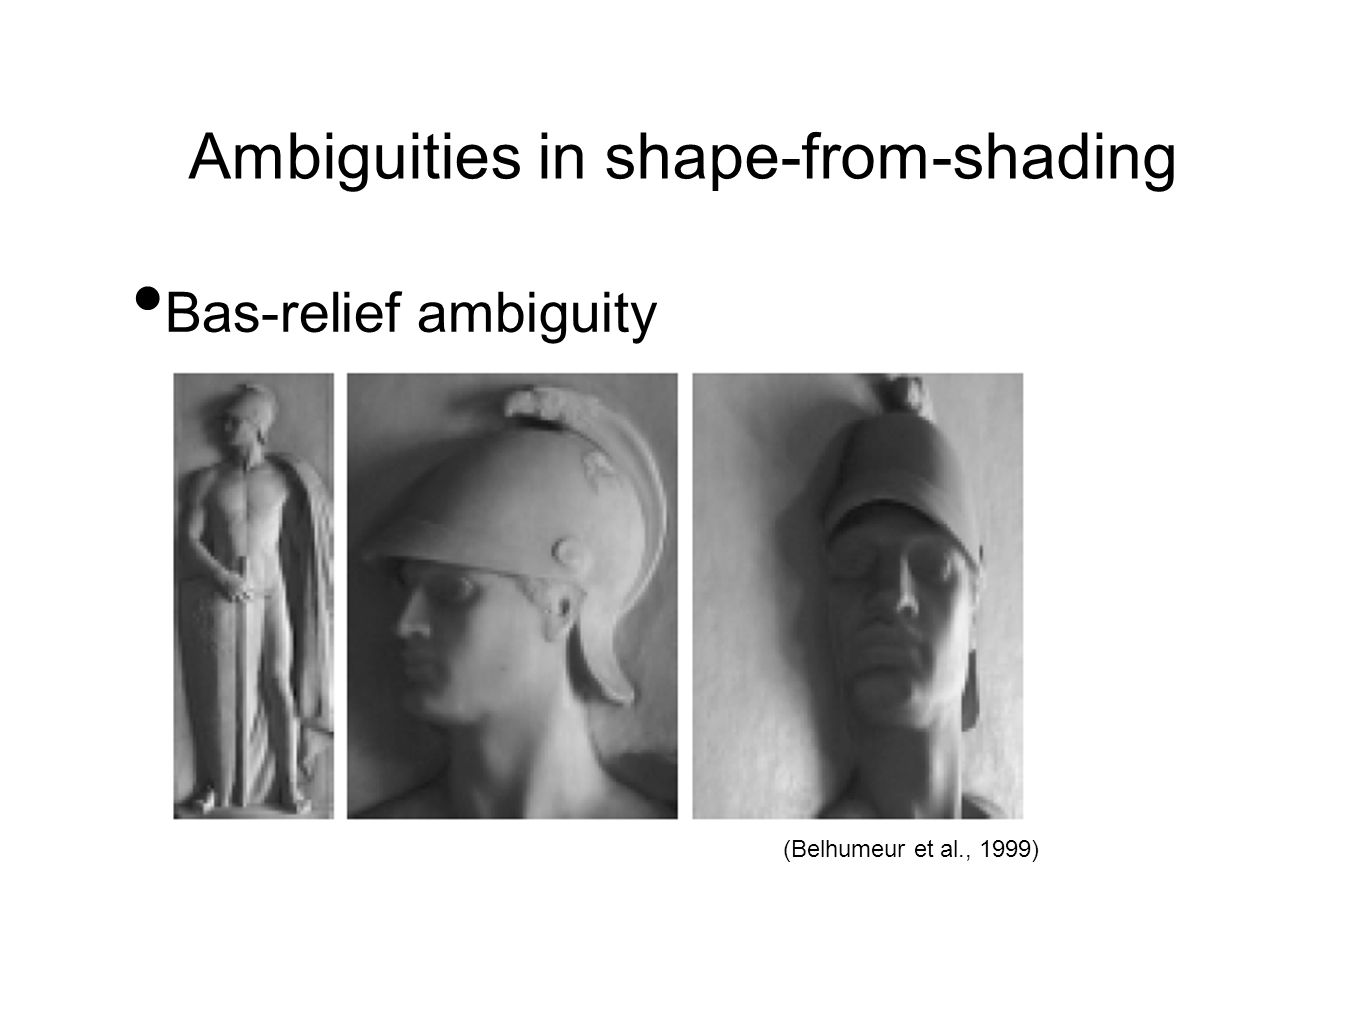 Ambiguities in shape-from-shading
•Bas-relief ambiguity
(Belhumeur et al., 1999)